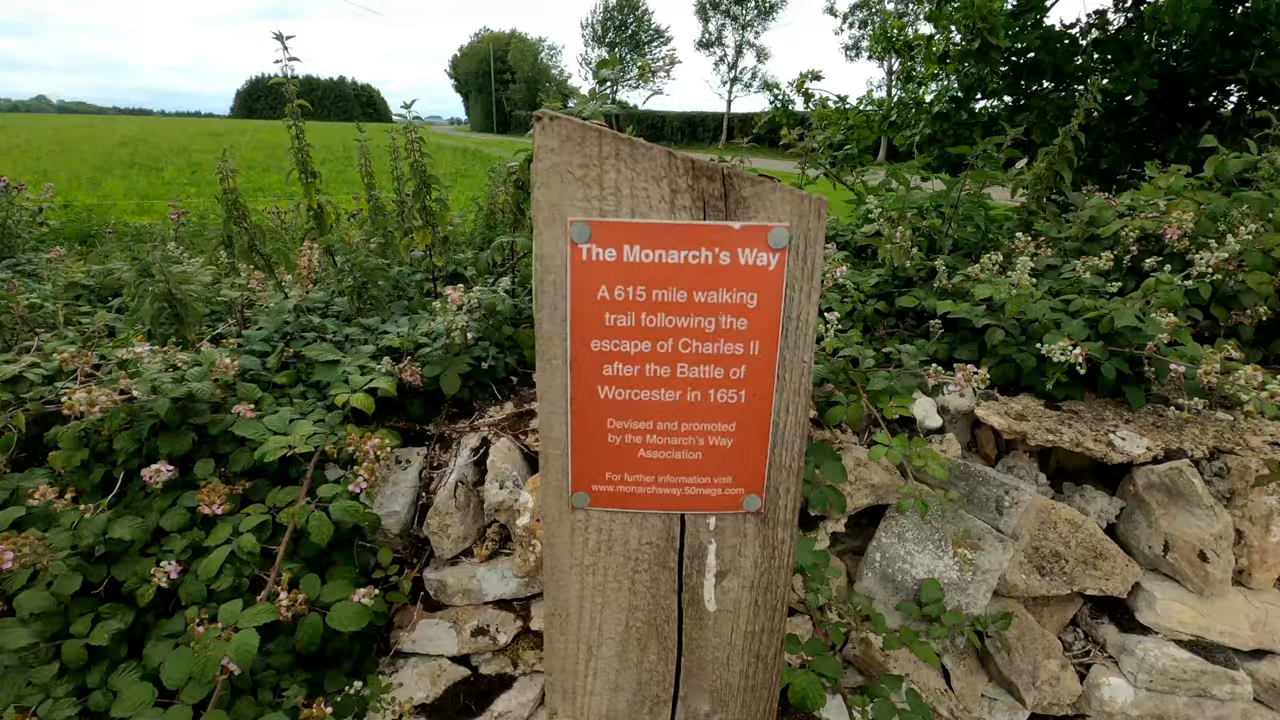 The Monarch's Way
A 615 mile walking
trail following the
escape of Charles II
after the Battle of
Worcester in 1651
Devised and promoted
by the Monarch's Way
Association
For further information visit
www.monarchsway.50megs.com